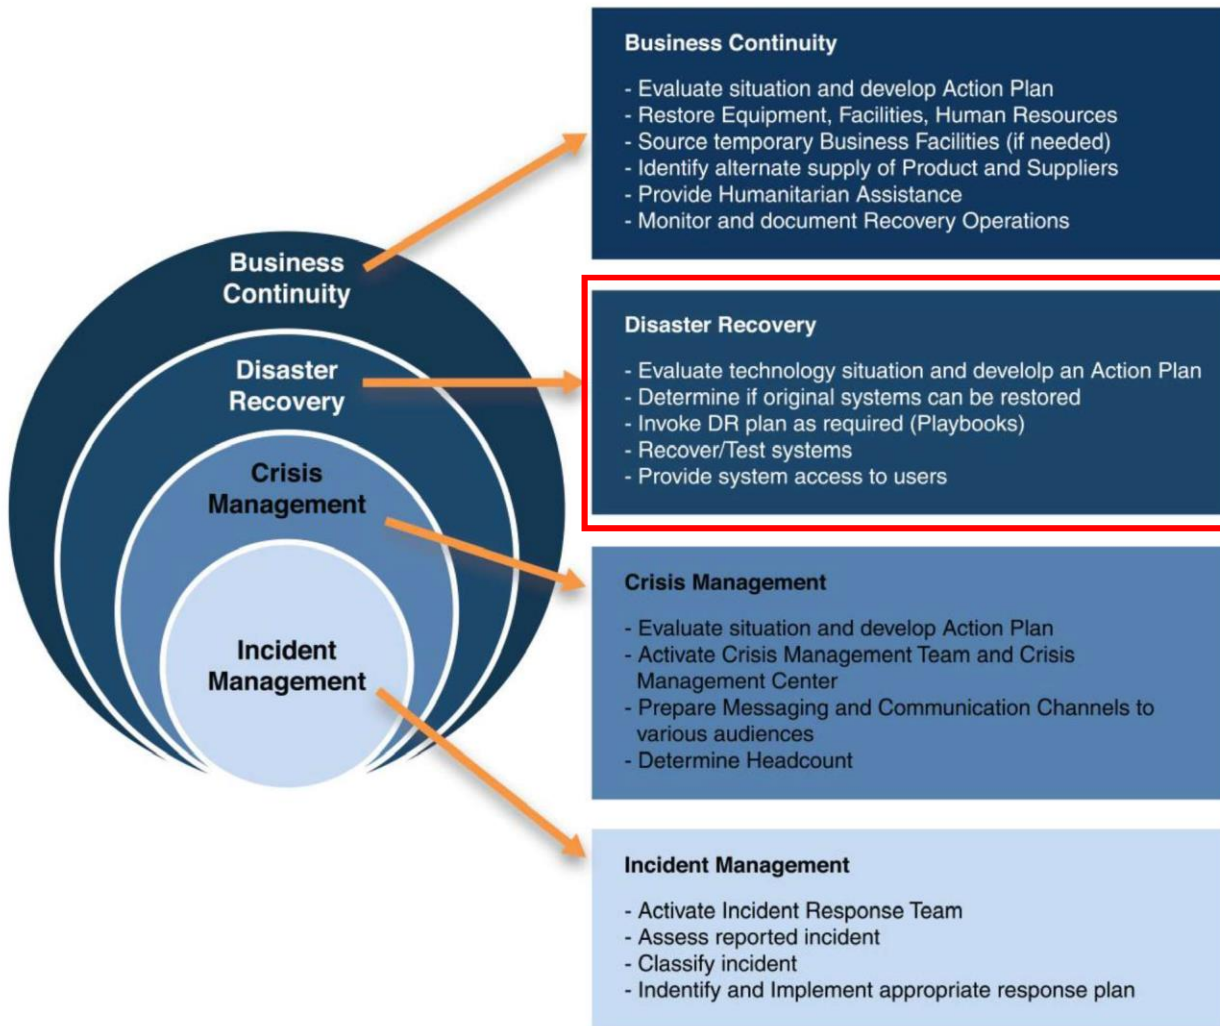 Business Continuity
- Evaluate situation and develop Action Plan
- Restore Equipment, Facilities, Human Resources
- Source temporary Business Facilities (if needed)
- Identify alternate supply of Product and Suppliers
- Provide Humanitarian Assistance
- Monitor and document Recovery Operations
Business
Continuity
Disaster
Recovery
Crisis
Management
Incident
Management
Disaster Recovery
- Evaluate technology situation and develolp an Action Plan
- Determine if original systems can be restored
- Invoke DR plan as required (Playbooks)
- Recover/Test systems
- Provide system access to users
Crisis Management
- Evaluate situation and develop Action Plan
- Activate Crisis Management Team and Crisis
Management Center
- Prepare Messaging and Communication Channels to
various audiences
- Determine Headcount
Incident Management
- Activate Incident Response Team
- Assess reported incident
- Classify incident
- Indentify and Implement appropriate response plan